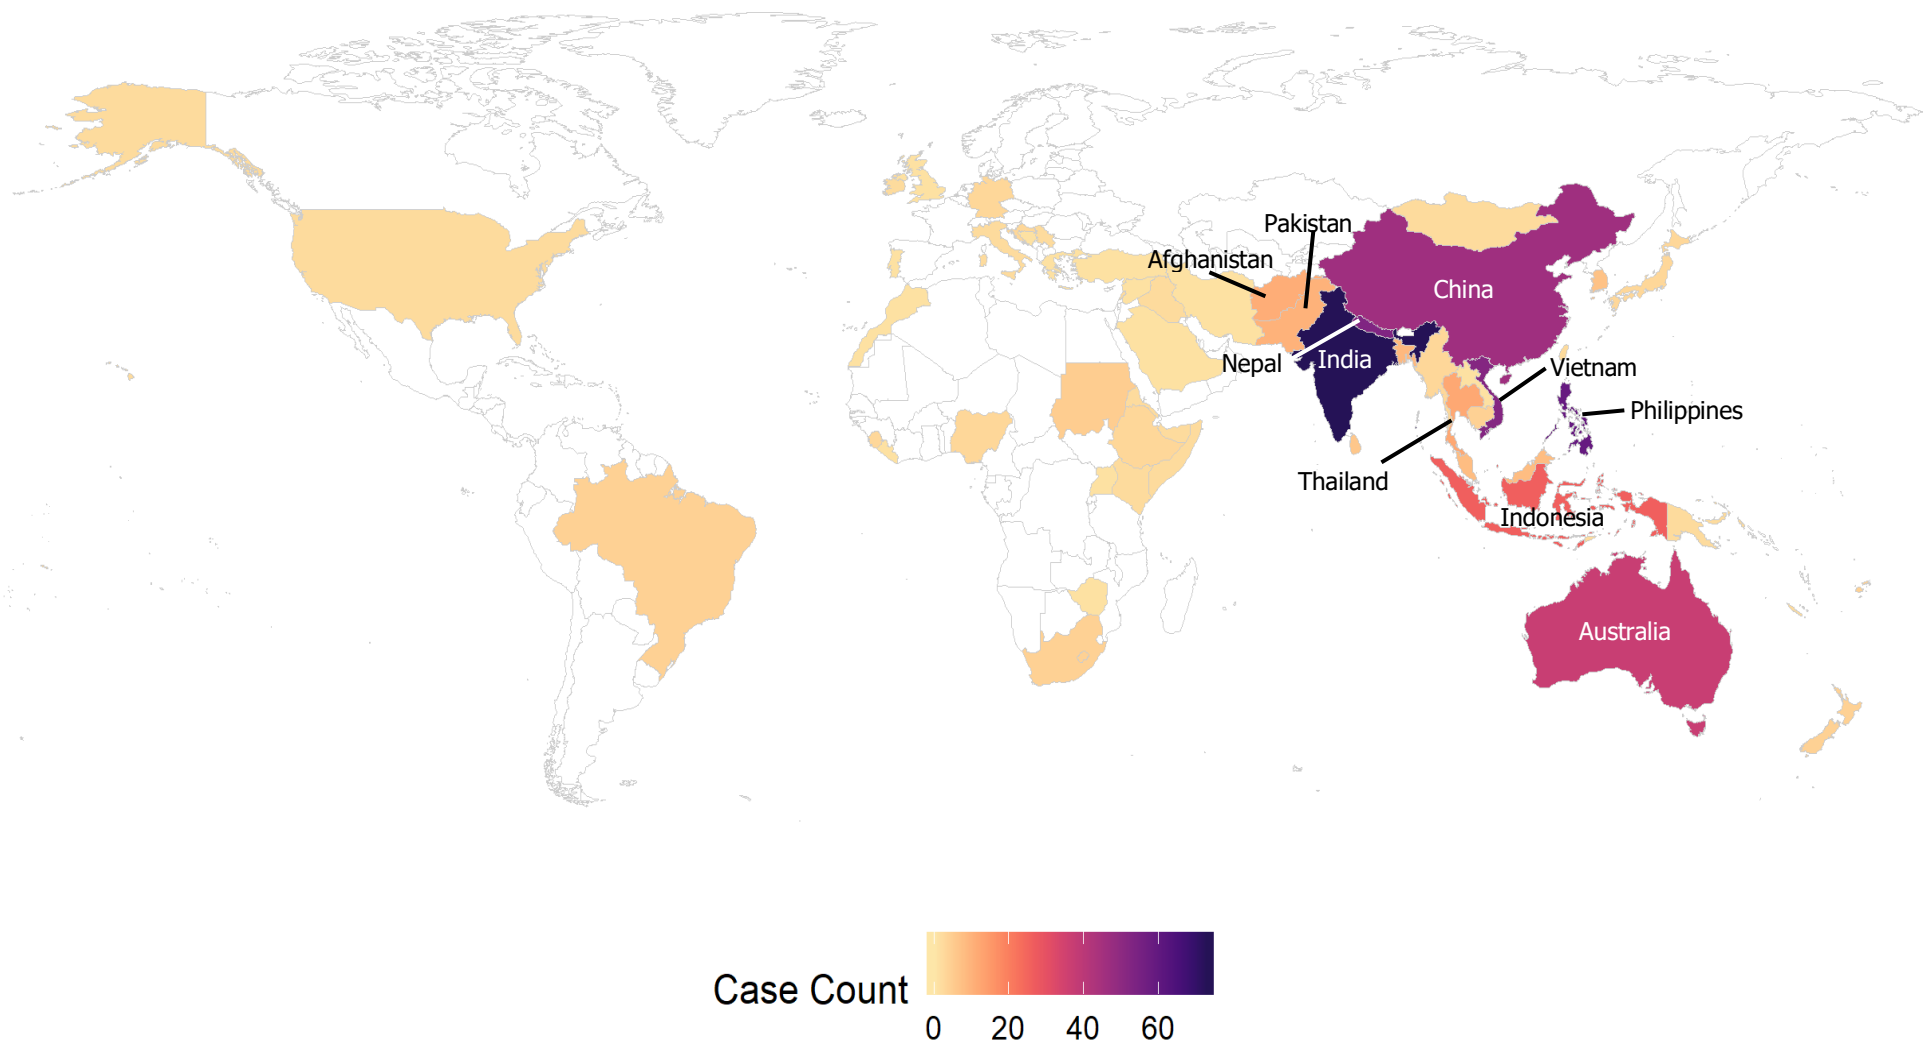 Pakistan
Afghanistan
China
Nepal
India
Vietnam
Philippines
Thailand
Indonesia
Australia
Case Count
0 20 40 60